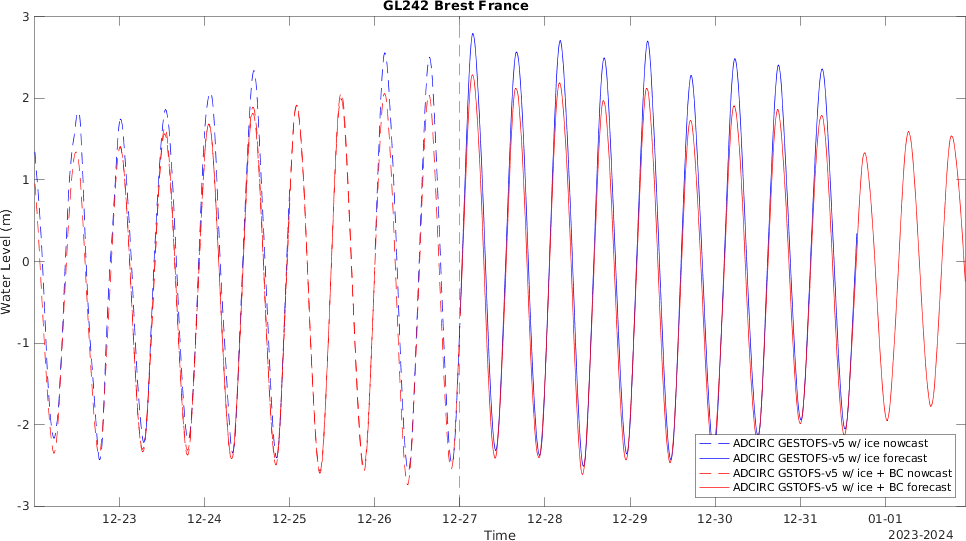 GL242 Brest France
3
2
1
0
-1
-2
-3
Water Level (m)
ADCIRC GESTOFS-v5 w/ ice nowcast
ADCIRC GESTOFS-v5 w/ ice forecast
ADCIRC GSTOFS-v5 w/ ice + BC nowcast
ADCIRC GSTOFS-v5 w/ ice + BC forecast
12-23 12-24 12-25 12-26 12-27 12-28 12-29 12-30 12-31 01-01
Time
2023-2024